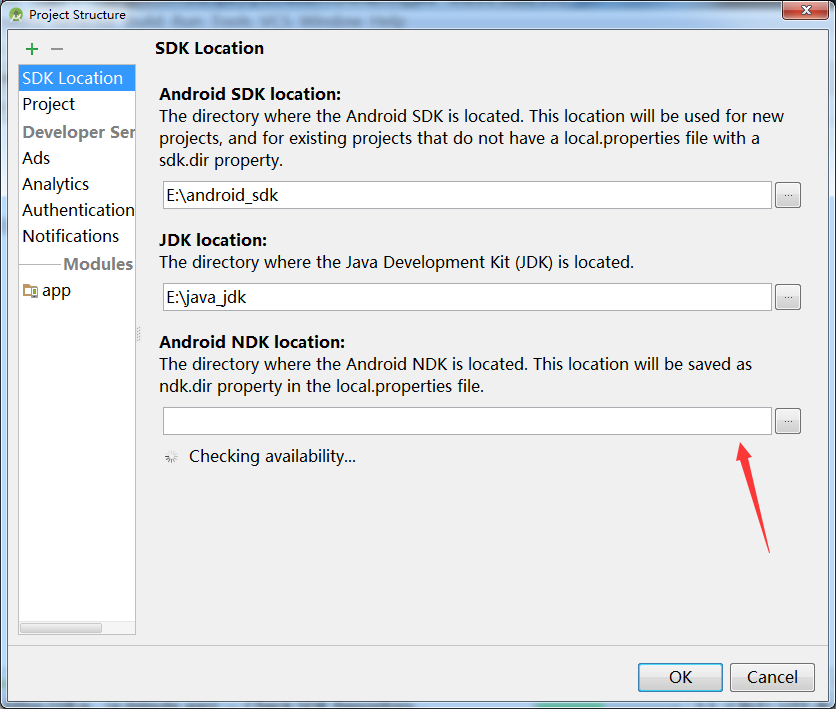 Project Structure
SDK Location
Project
Developer Ser
Ads
Analytics
Authentication
Notifications
Modules
app
SDK Location
Android SDK location:
The directory where the Android SDK is located. This location will be used for new
projects, and for existing projects that do not have a local.properties file with a
sdk.dir property.
E:\android_sdk
...
JDK location:
The directory where the Java Development Kit (JDK) is located.
E:\java_jdk
...
Android NDK location:
The directory where the Android NDK is located. This location will be saved as
ndk.dir property in the local.properties file.
...
Checking availability...
OK
Cancel